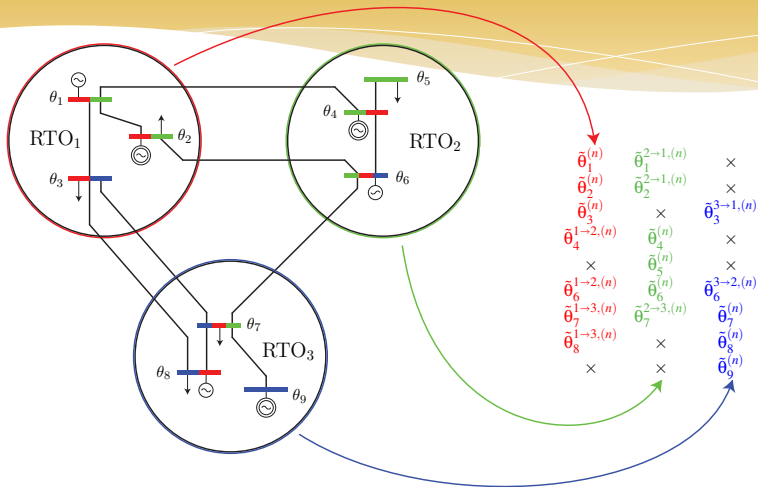 θ₅
θ₁
θ₄
θ₂
RTO₁
RTO₂
θ₃
θ₆
θ₇
RTO₃
θ₈
θ₉
θ̃₁⁽ⁿ⁾ θ̃₁^{2→1,(n)} ×
θ̃₂⁽ⁿ⁾ θ̃₂^{2→1,(n)} ×
θ̃₃⁽ⁿ⁾ × θ̃₃^{3→1,(n)}
θ̃₄^{1→2,(n)} θ̃₄⁽ⁿ⁾ ×
× θ̃₅⁽ⁿ⁾ ×
θ̃₆^{1→2,(n)} θ̃₆⁽ⁿ⁾ θ̃₆^{3→2,(n)}
θ̃₇^{1→3,(n)} θ̃₇^{2→3,(n)} θ̃₇⁽ⁿ⁾
θ̃₈^{1→3,(n)} × θ̃₈⁽ⁿ⁾
× × θ̃₉⁽ⁿ⁾